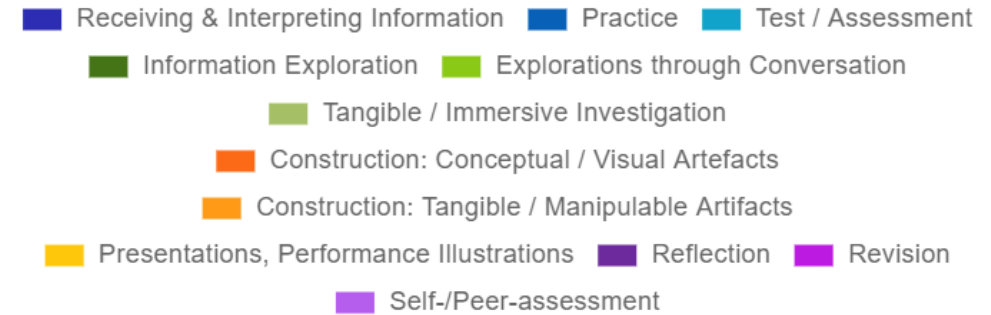 Receiving & Interpreting Information Practice Test / Assessment
Information Exploration Explorations through Conversation
Tangible / Immersive Investigation
Construction: Conceptual / Visual Artefacts
Construction: Tangible / Manipulable Artifacts
Presentations, Performance Illustrations Reflection Revision
Self-/Peer-assessment